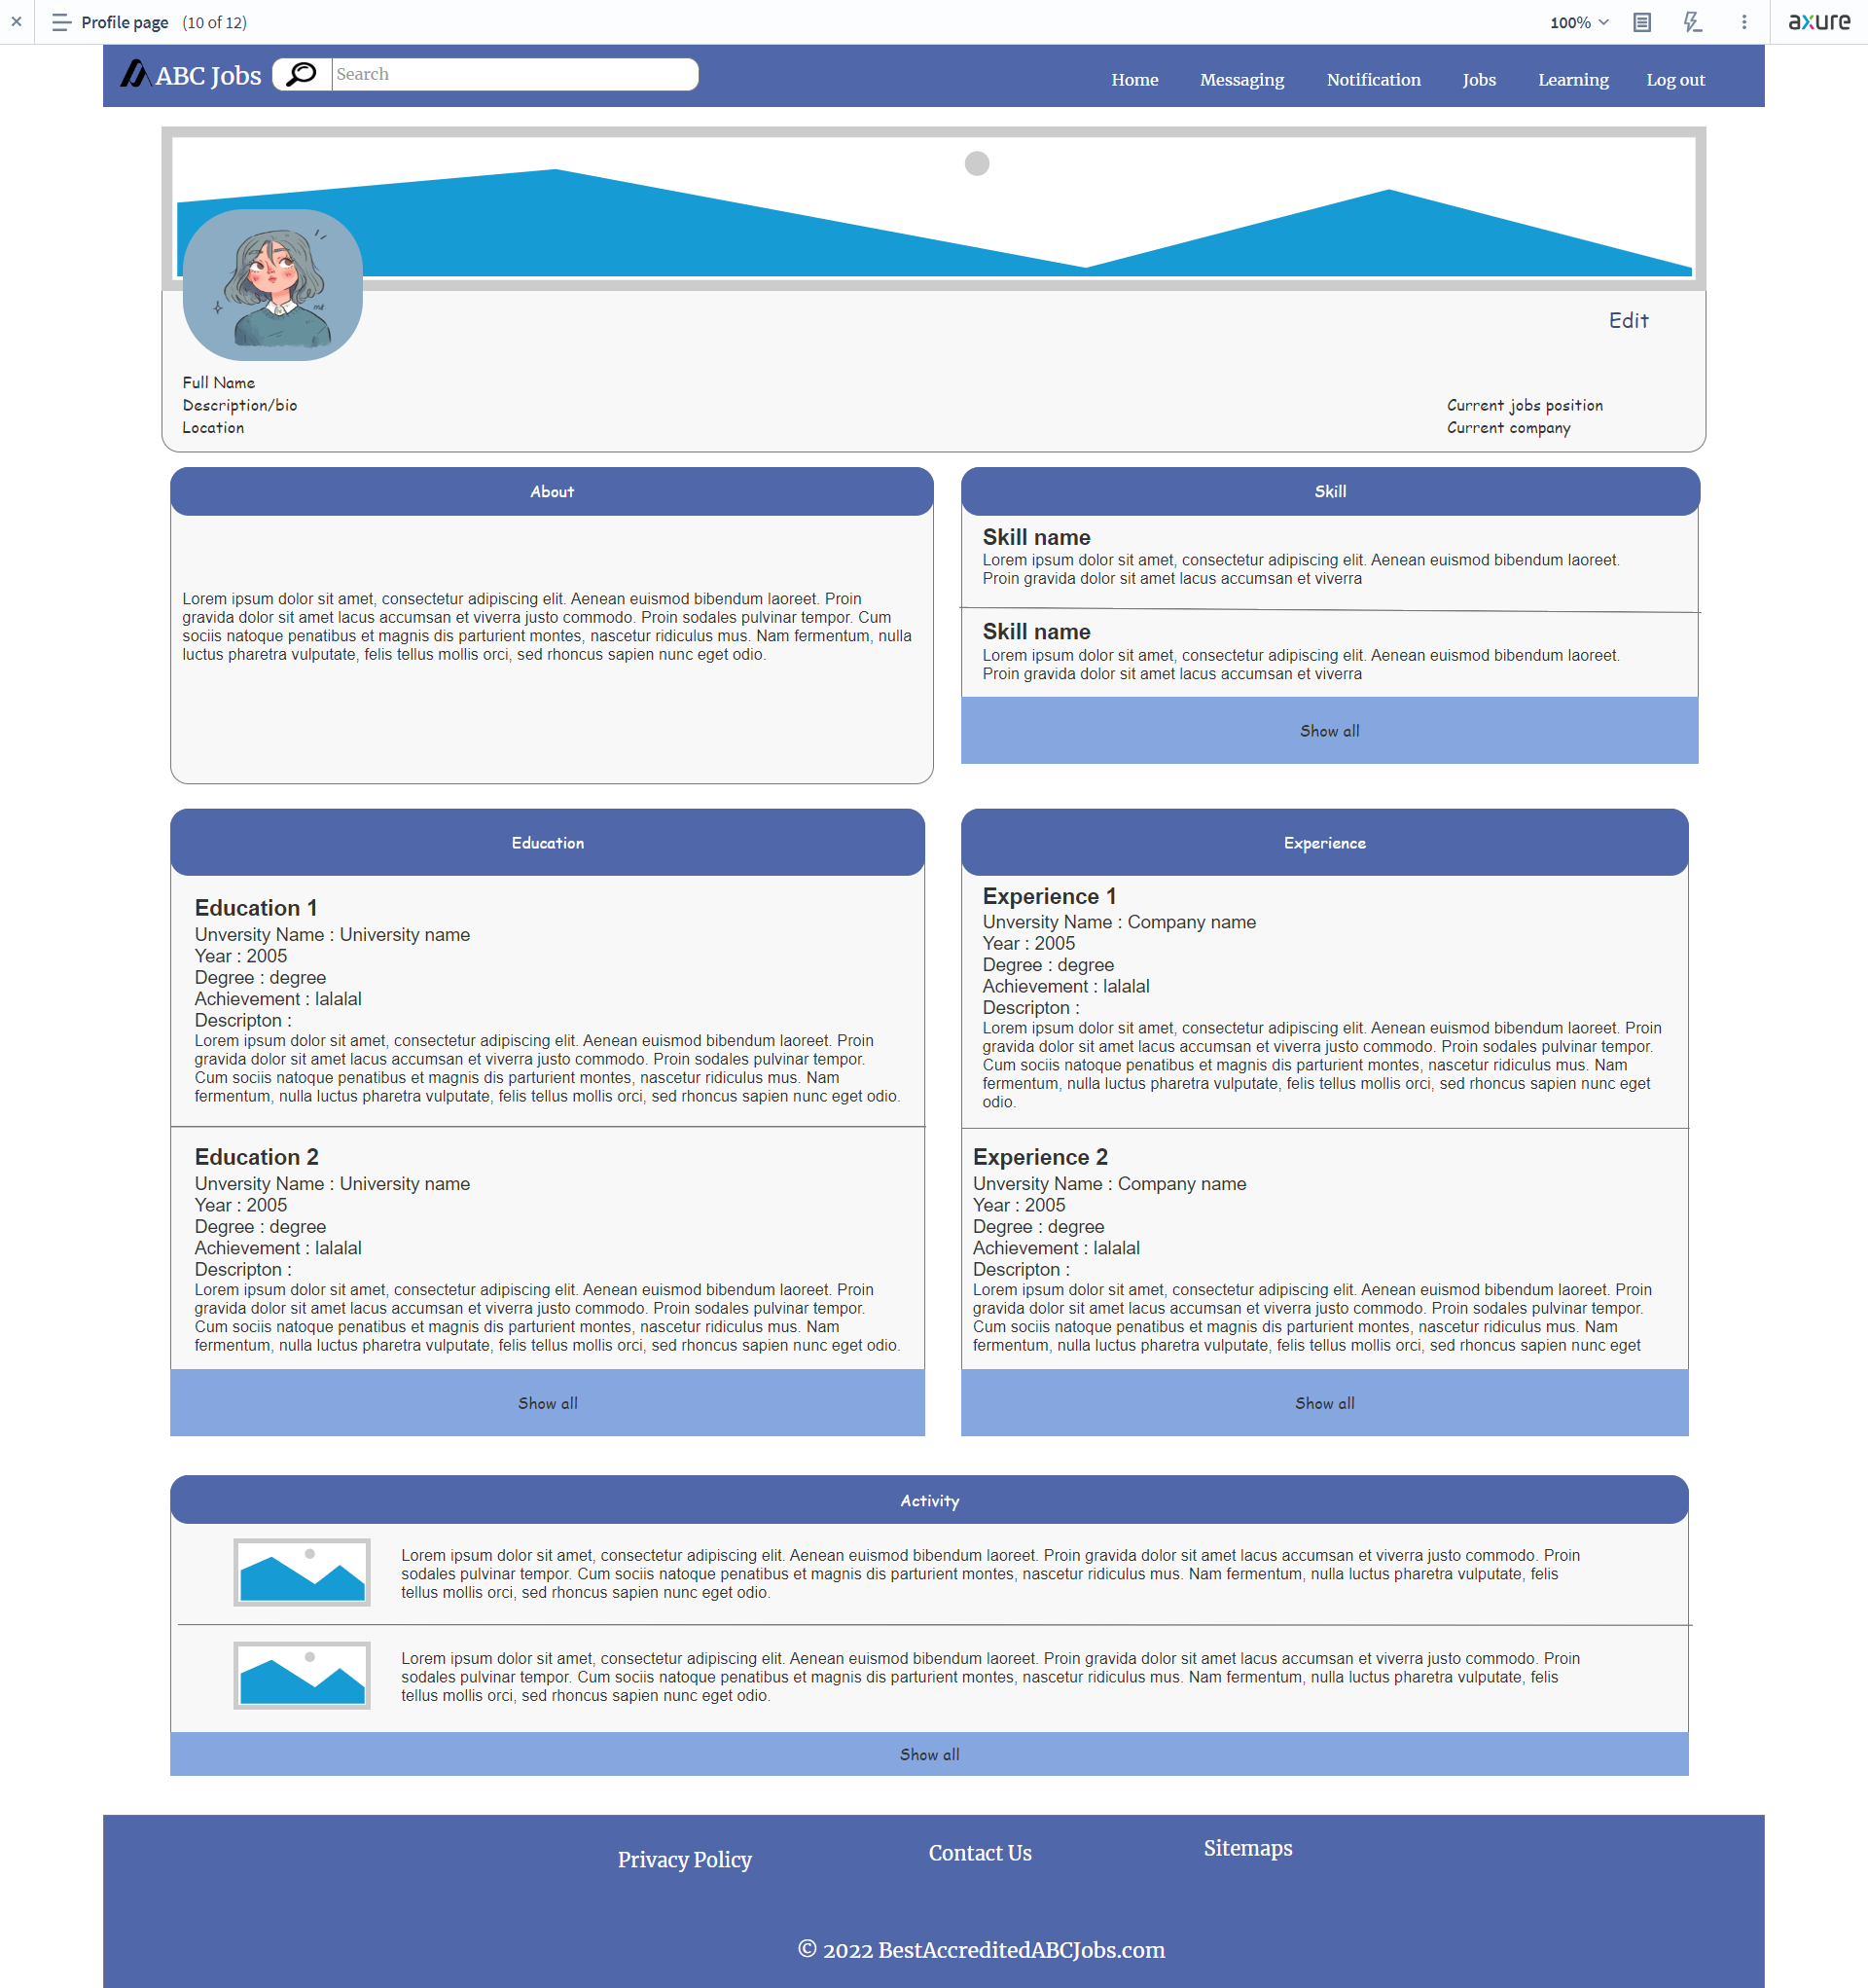 Profile page (10 of 12)
100%
axure
ABC Jobs
Search
Home Messaging Notification Jobs Learning Log out
Edit
Full Name
Description/bio
Location
Current jobs position
Current company
About
Lorem ipsum dolor sit amet, consectetur adipiscing elit. Aenean euismod bibendum laoreet. Proin
gravida dolor sit amet lacus accumsan et viverra justo commodo. Proin sodales pulvinar tempor. Cum
sociis natoque penatibus et magnis dis parturient montes, nascetur ridiculus mus. Nam fermentum, nulla
luctus pharetra vulputate, felis tellus mollis orci, sed rhoncus sapien nunc eget odio.
Skill
Skill name
Lorem ipsum dolor sit amet, consectetur adipiscing elit. Aenean euismod bibendum laoreet.
Proin gravida dolor sit amet lacus accumsan et viverra
Skill name
Lorem ipsum dolor sit amet, consectetur adipiscing elit. Aenean euismod bibendum laoreet.
Proin gravida dolor sit amet lacus accumsan et viverra
Show all
Education
Education 1
Unversity Name : University name
Year : 2005
Degree : degree
Achievement : lalalal
Descripton :
Lorem ipsum dolor sit amet, consectetur adipiscing elit. Aenean euismod bibendum laoreet. Proin
gravida dolor sit amet lacus accumsan et viverra justo commodo. Proin sodales pulvinar tempor.
Cum sociis natoque penatibus et magnis dis parturient montes, nascetur ridiculus mus. Nam
fermentum, nulla luctus pharetra vulputate, felis tellus mollis orci, sed rhoncus sapien nunc eget odio.
Education 2
Unversity Name : University name
Year : 2005
Degree : degree
Achievement : lalalal
Descripton :
Lorem ipsum dolor sit amet, consectetur adipiscing elit. Aenean euismod bibendum laoreet. Proin
gravida dolor sit amet lacus accumsan et viverra justo commodo. Proin sodales pulvinar tempor.
Cum sociis natoque penatibus et magnis dis parturient montes, nascetur ridiculus mus. Nam
fermentum, nulla luctus pharetra vulputate, felis tellus mollis orci, sed rhoncus sapien nunc eget odio.
Show all
Experience
Experience 1
Unversity Name : Company name
Year : 2005
Degree : degree
Achievement : lalalal
Descripton :
Lorem ipsum dolor sit amet, consectetur adipiscing elit. Aenean euismod bibendum laoreet. Proin
gravida dolor sit amet lacus accumsan et viverra justo commodo. Proin sodales pulvinar tempor.
Cum sociis natoque penatibus et magnis dis parturient montes, nascetur ridiculus mus. Nam
fermentum, nulla luctus pharetra vulputate, felis tellus mollis orci, sed rhoncus sapien nunc eget
odio.
Experience 2
Unversity Name : Company name
Year : 2005
Degree : degree
Achievement : lalalal
Descripton :
Lorem ipsum dolor sit amet, consectetur adipiscing elit. Aenean euismod bibendum laoreet. Proin
gravida dolor sit amet lacus accumsan et viverra justo commodo. Proin sodales pulvinar tempor.
Cum sociis natoque penatibus et magnis dis parturient montes, nascetur ridiculus mus. Nam
fermentum, nulla luctus pharetra vulputate, felis tellus mollis orci, sed rhoncus sapien nunc eget
Show all
Activity
Lorem ipsum dolor sit amet, consectetur adipiscing elit. Aenean euismod bibendum laoreet. Proin gravida dolor sit amet lacus accumsan et viverra justo commodo. Proin
sodales pulvinar tempor. Cum sociis natoque penatibus et magnis dis parturient montes, nascetur ridiculus mus. Nam fermentum, nulla luctus pharetra vulputate, felis
tellus mollis orci, sed rhoncus sapien nunc eget odio.
Lorem ipsum dolor sit amet, consectetur adipiscing elit. Aenean euismod bibendum laoreet. Proin gravida dolor sit amet lacus accumsan et viverra justo commodo. Proin
sodales pulvinar tempor. Cum sociis natoque penatibus et magnis dis parturient montes, nascetur ridiculus mus. Nam fermentum, nulla luctus pharetra vulputate, felis
tellus mollis orci, sed rhoncus sapien nunc eget odio.
Show all
Privacy Policy
Contact Us
Sitemaps
© 2022 BestAccreditedABCJobs.com